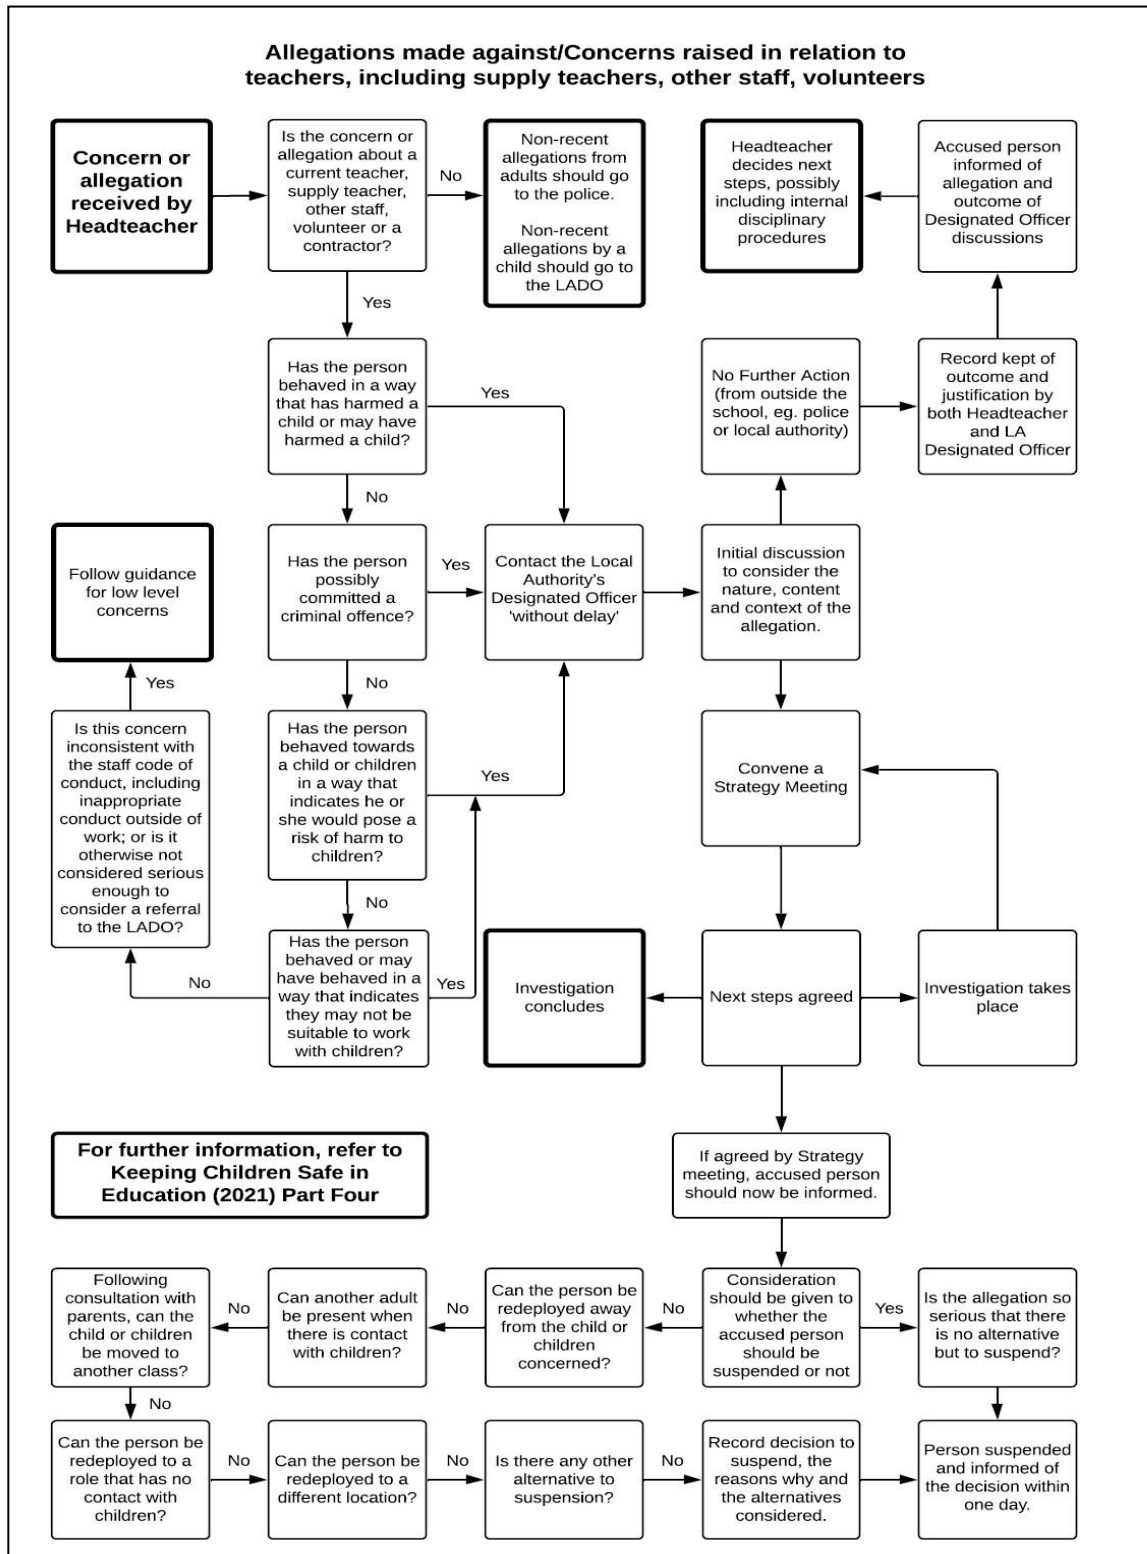 Allegations made against/Concerns raised in relation to
teachers, including supply teachers, other staff, volunteers
Concern or
allegation
received by
Headteacher
Is the concern or
allegation about a
current teacher,
supply teacher,
other staff,
volunteer or a
contractor?
No
Non-recent
allegations from
adults should go
to the police.
Non-recent
allegations by a
child should go to
the LADO
Headteacher
decides next
steps, possibly
including internal
disciplinary
procedures
Accused person
informed of
allegation and
outcome of
Designated Officer
discussions
Yes
Has the person
behaved in a way
that has harmed a
child or may have
harmed a child?
Yes
No Further Action
(from outside the
school, eg. police
or local authority)
Record kept of
outcome and
justification by
both Headteacher
and LA
Designated Officer
No
Follow guidance
for low level
concerns
Has the person
possibly
committed a
criminal offence?
Yes
Contact the Local
Authority's
Designated Officer
'without delay'
Initial discussion
to consider the
nature, content
and context of the
allegation.
Yes
No
Is this concern
inconsistent with
the staff code of
conduct, including
inappropriate
conduct outside of
work; or is it
otherwise not
considered serious
enough to
consider a referral
to the LADO?
Has the person
behaved towards
a child or children
in a way that
indicates he or
she would pose a
risk of harm to
children?
Yes
Convene a
Strategy Meeting
No
No
Has the person
behaved or may
have behaved in a
way that indicates
they may not be
suitable to work
with children?
Yes
Investigation
concludes
Next steps agreed
Investigation takes
place
For further information, refer to
Keeping Children Safe in
Education (2021) Part Four
If agreed by Strategy
meeting, accused person
should now be informed.
Following
consultation with
parents, can the
child or children
be moved to
another class?
No
Can another adult
be present when
there is contact
with children?
No
Can the person be
redeployed away
from the child or
children
concerned?
No
Consideration
should be given to
whether the
accused person
should be
suspended or not
Yes
Is the allegation so
serious that there
is no alternative
but to suspend?
No
Can the person be
redeployed to a
role that has no
contact with
children?
No
Can the person be
redeployed to a
different location?
No
Is there any other
alternative to
suspension?
No
Record decision to
suspend, the
reasons why and
the alternatives
considered.
Person suspended
and informed of
the decision within
one day.